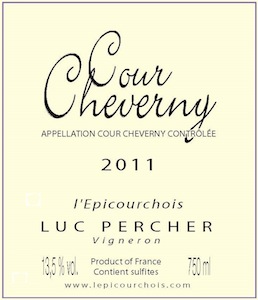 Cour
Cheverny
APPELLATION COUR CHEVERNY CONTRÔLÉE
2011
l'Epicourchois
LUC PERCHER
Vigneron
13,5 % vol.
Product of France
Contient sulfites
750 ml
www.lepicourchois.com